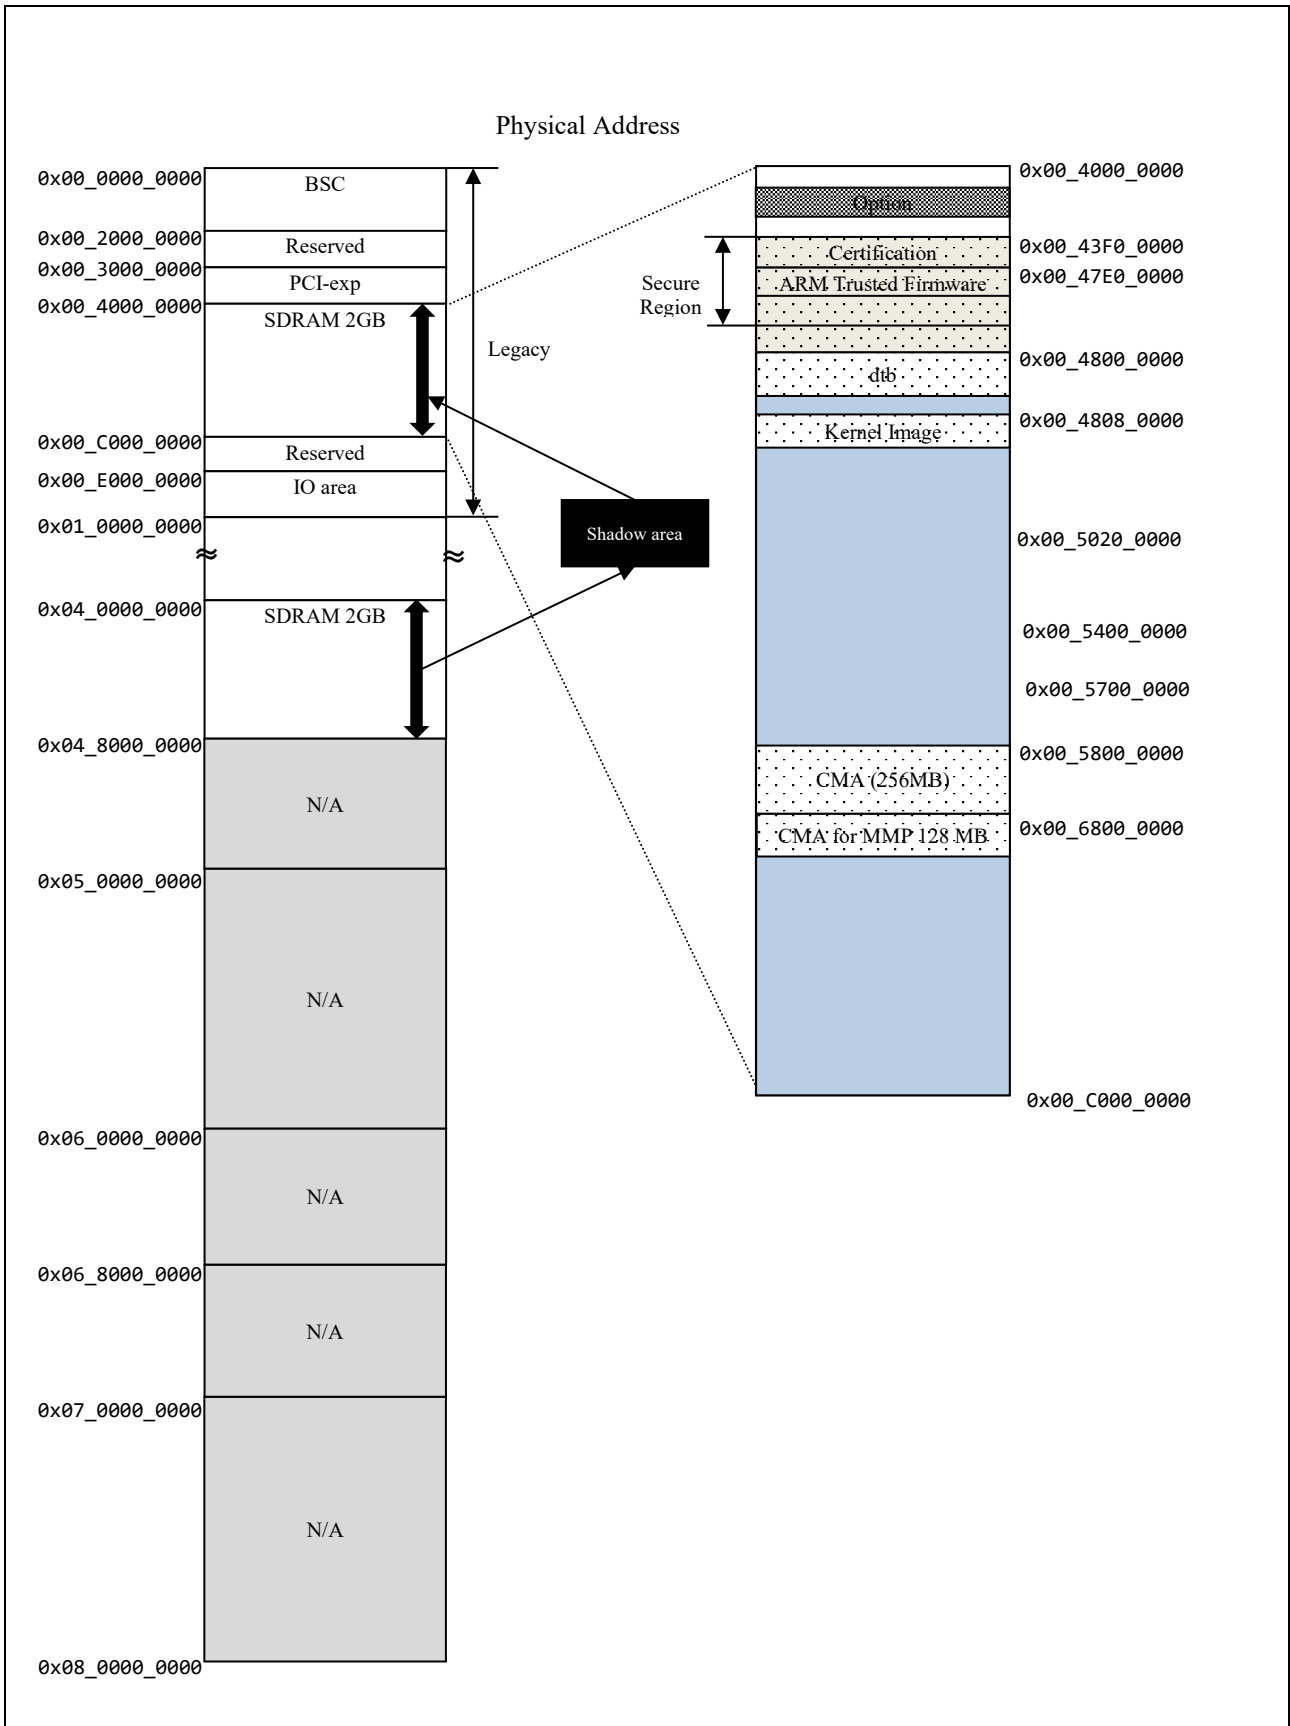 Physical Address
0x00_0000_0000
BSC
0x00_2000_0000
Reserved
0x00_3000_0000
PCI-exp
0x00_4000_0000
SDRAM 2GB
Legacy
0x00_C000_0000
Reserved
0x00_E000_0000
IO area
0x01_0000_0000
≈
≈
0x04_0000_0000
SDRAM 2GB
0x04_8000_0000
N/A
0x05_0000_0000
N/A
0x06_0000_0000
N/A
0x06_8000_0000
N/A
0x07_0000_0000
N/A
0x08_0000_0000
Shadow area
Secure
Region
0x00_4000_0000
Option
Certification
0x00_43F0_0000
ARM Trusted Firmware
0x00_47E0_0000
0x00_4800_0000
dtb
0x00_4808_0000
Kernel Image
0x00_5020_0000
0x00_5400_0000
0x00_5700_0000
0x00_5800_0000
CMA (256MB)
0x00_6800_0000
CMA for MMP 128 MB
0x00_C000_0000